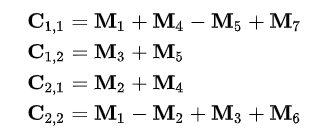 C₁,₁ = M₁ + M₄ − M₅ + M₇
C₁,₂ = M₃ + M₅
C₂,₁ = M₂ + M₄
C₂,₂ = M₁ − M₂ + M₃ + M₆